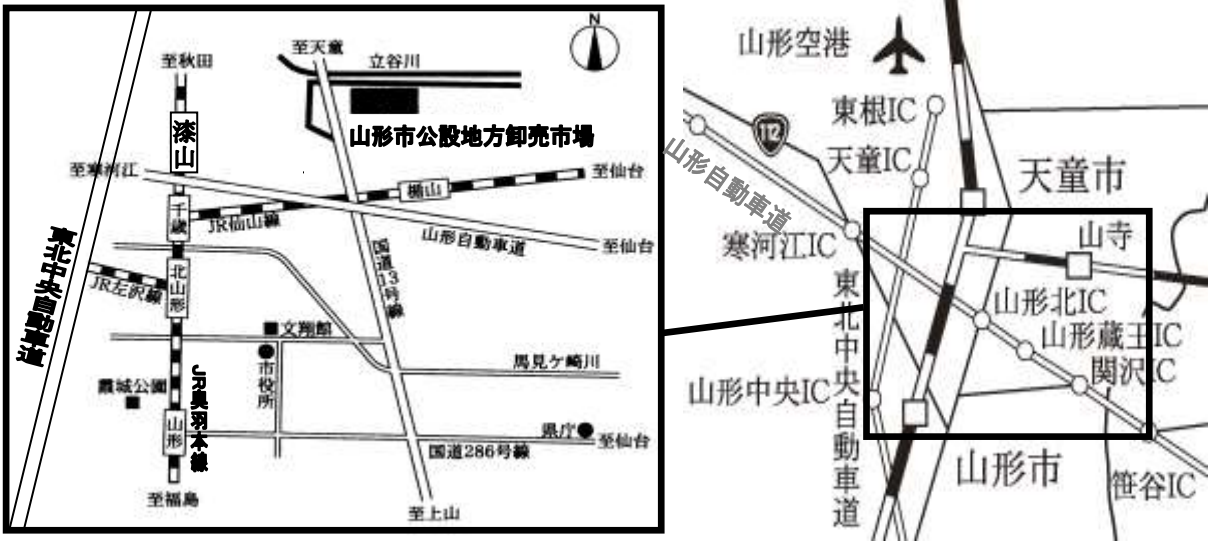 N
至天童
至秋田
立谷川
漆山
山形市公設地方卸売市場
至寒河江
至仙台
楯山
千歳
JR仙山線
山形自動車道
至仙台
国道13号線
東北中央自動車道
北山形
JR左沢線
文翔館
市役所
馬見ケ崎川
霞城公園
JR奥羽本線
山形
県庁
至仙台
国道286号線
至福島
至上山
山形空港
東根IC
112
山形自動車道
天童IC
天童市
寒河江IC
山寺
東北中央自動車道
山形北IC
山形蔵王IC
関沢IC
山形中央IC
山形市
笹谷IC